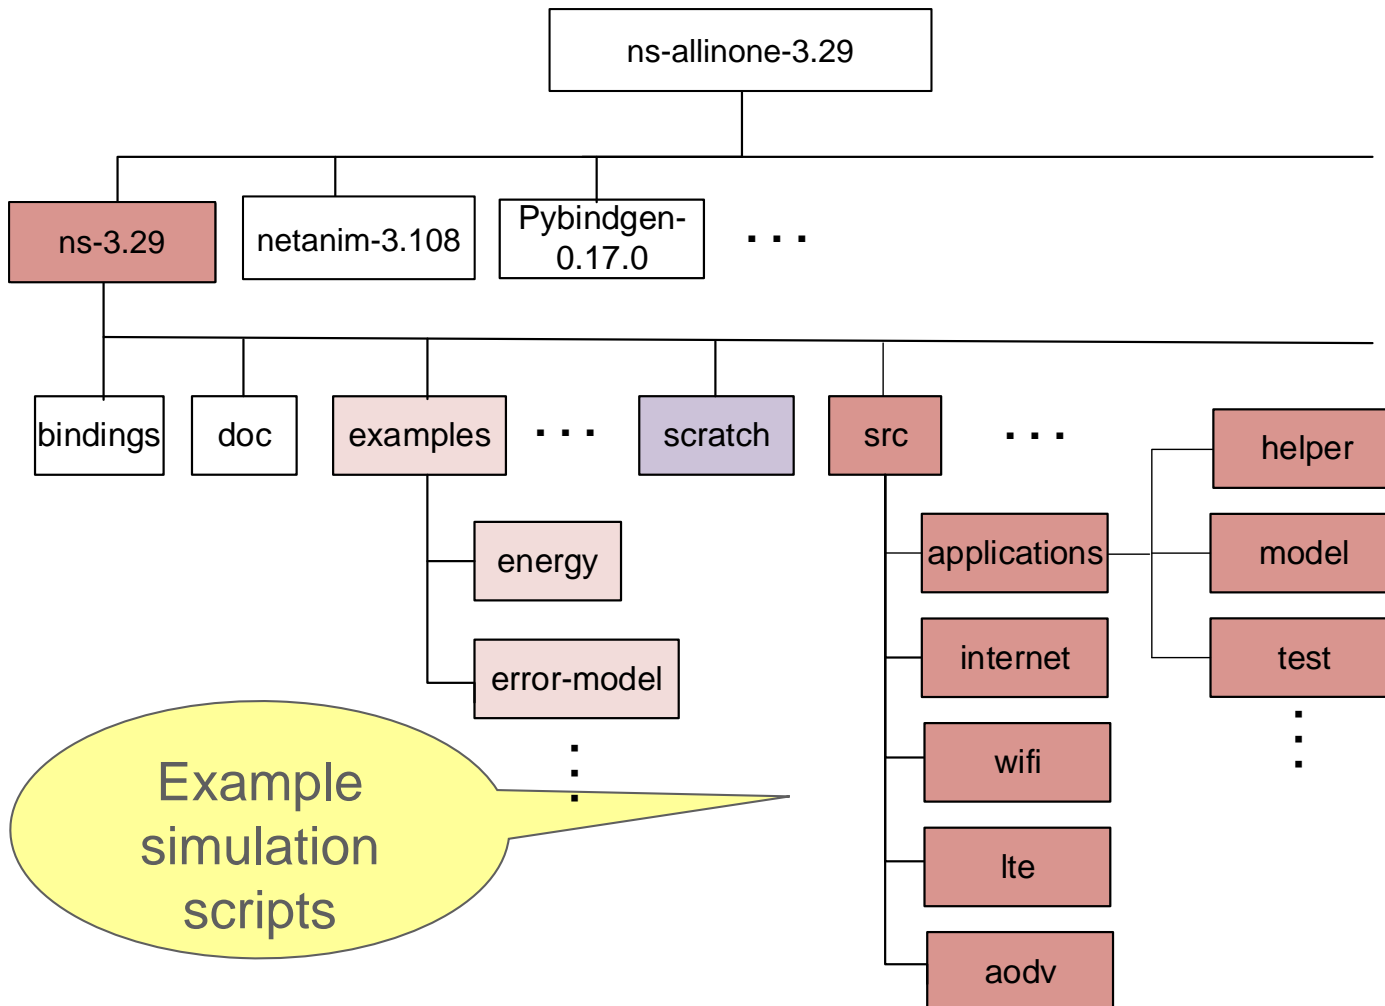 ns-allinone-3.29
ns-3.29
netanim-3.108
Pybindgen-
0.17.0
. . .
bindings
doc
examples
. . .
scratch
src
. . .
helper
energy
applications
model
error-model
internet
test
wifi
Example
simulation
scripts
lte
aodv